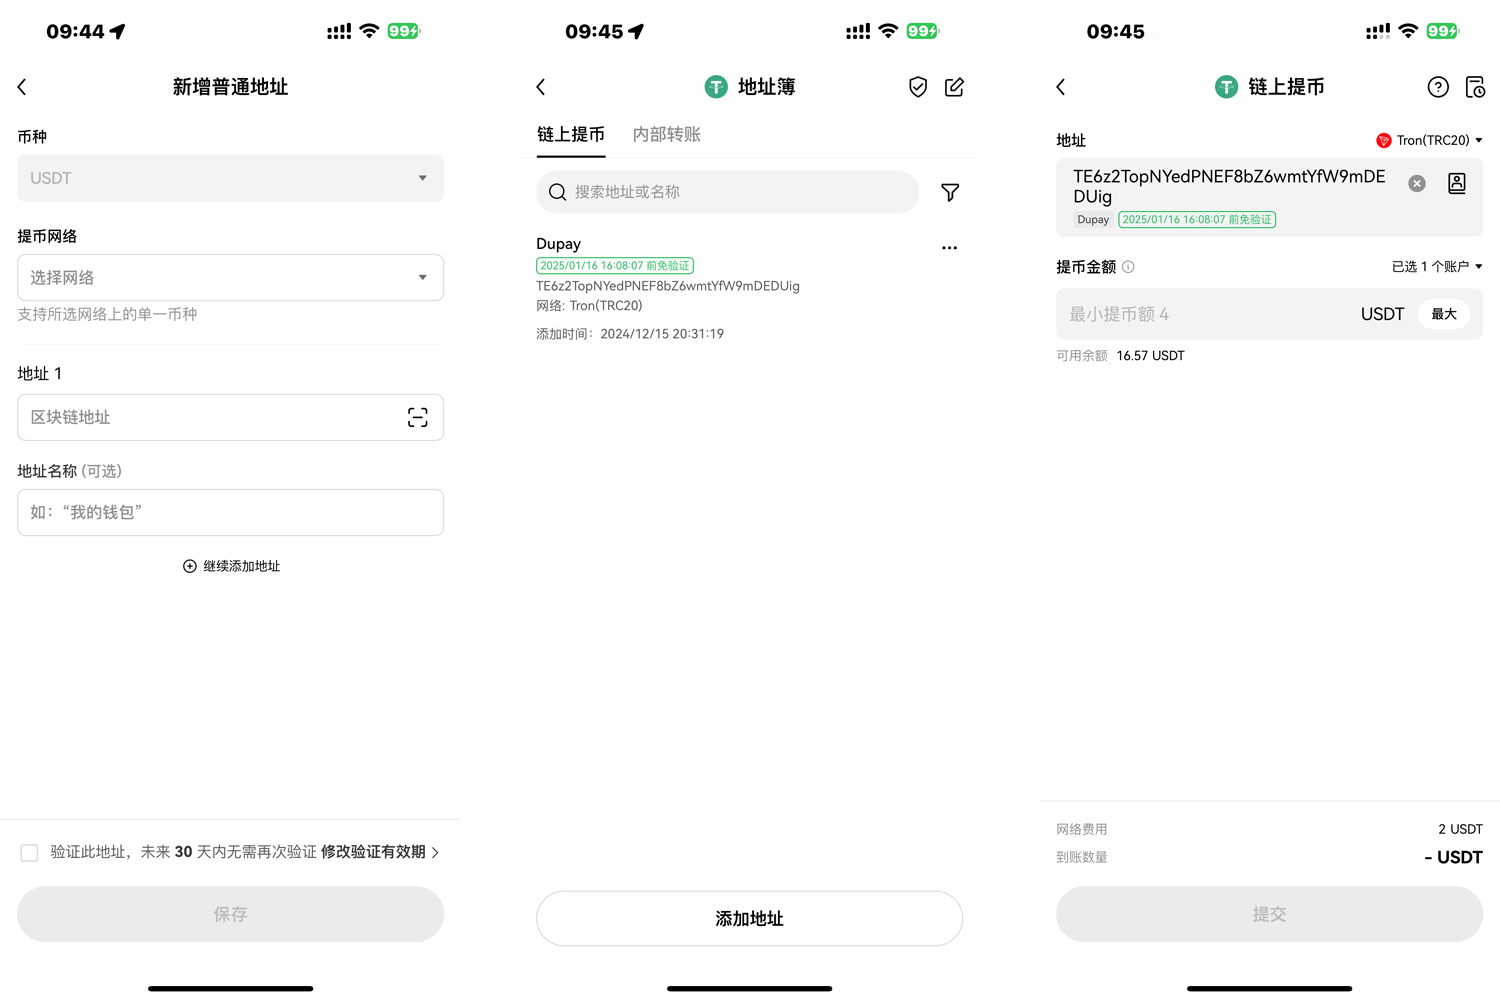 09:44
99
新增普通地址
币种
USDT
提币网络
选择网络
支持所选网络上的单一币种
地址 1
区块链地址
地址名称 (可选)
如：“我的钱包”
继续添加地址
验证此地址，未来 30 天内无需再次验证 修改验证有效期
保存
09:45
99
地址簿
链上提币 内部转账
搜索地址或名称
Dupay
2025/01/16 16:08:07 前免验证
TE6z2TopNYedPNEF8bZ6wmtYfW9mDEDUig
网络: Tron(TRC20)
添加时间：2024/12/15 20:31:19
添加地址
09:45
99
链上提币
地址 Tron(TRC20)
TE6z2TopNYedPNEF8bZ6wmtYfW9mDE
DUig
Dupay 2025/01/16 16:08:07 前免验证
提币金额 已选 1 个账户
最小提币额 4 USDT 最大
可用余额 16.57 USDT
网络费用 2 USDT
到账数量 - USDT
提交